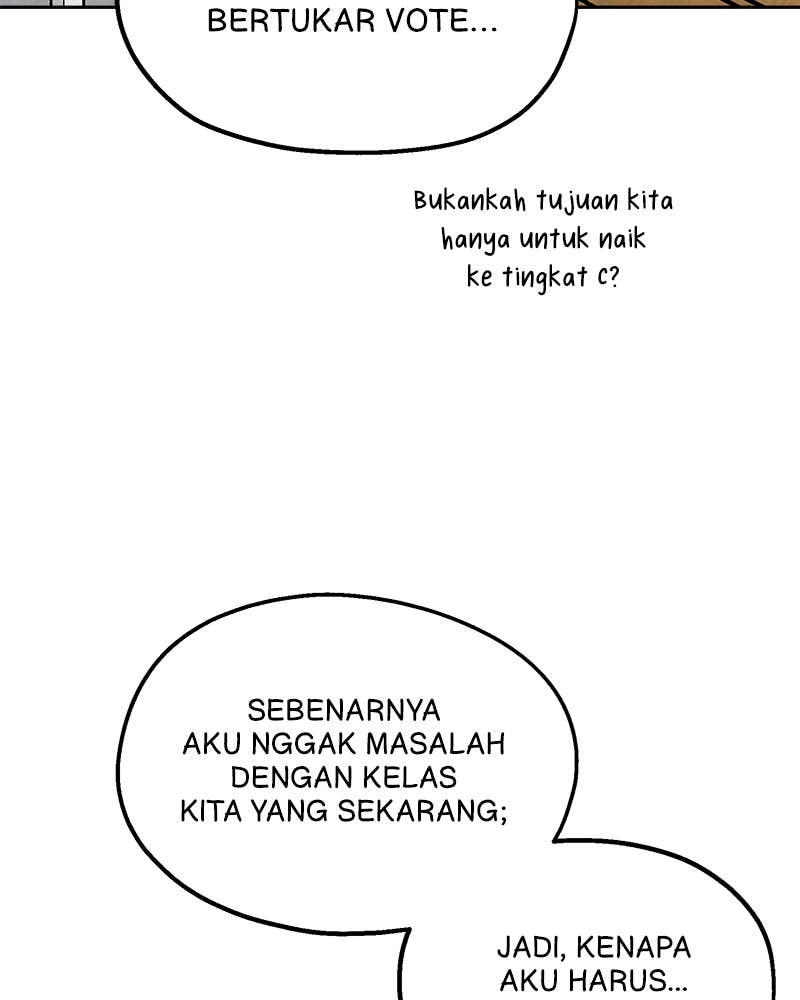 BERTUKAR VOTE...
Bukankah tujuan kita
hanya untuk naik
ke tingkat C?
SEBENARNYA
AKU NGGAK MASALAH
DENGAN KELAS
KITA YANG SEKARANG;
JADI, KENAPA
AKU HARUS...